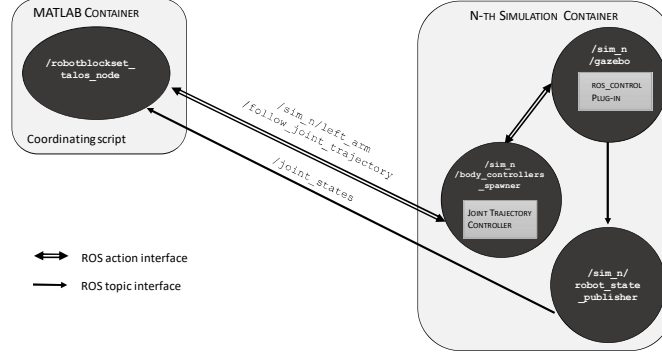 MATLAB CONTAINER
/robotblockset_
talos_node
Coordinating script
/sim_n/left_arm
/follow_joint_trajectory
/joint_states
ROS action interface
ROS topic interface
N-TH SIMULATION CONTAINER
/sim_n
/gazebo
ROS_CONTROL
PLUG-IN
/sim_n
/body_controllers
_spawner
JOINT TRAJECTORY
CONTROLLER
/sim_n/
robot_state
_publisher